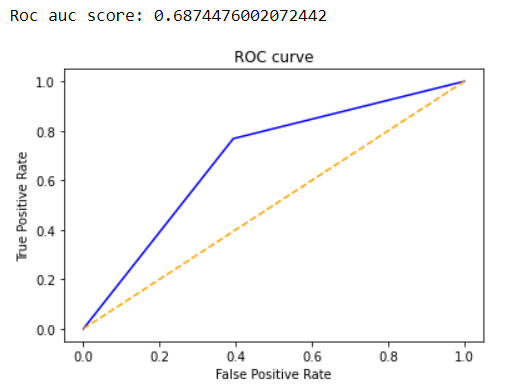 Roc auc score: 0.6874476002072442
ROC curve
1.0
0.8
0.6
0.4
0.2
0.0
True Positive Rate
0.0 0.2 0.4 0.6 0.8 1.0
False Positive Rate